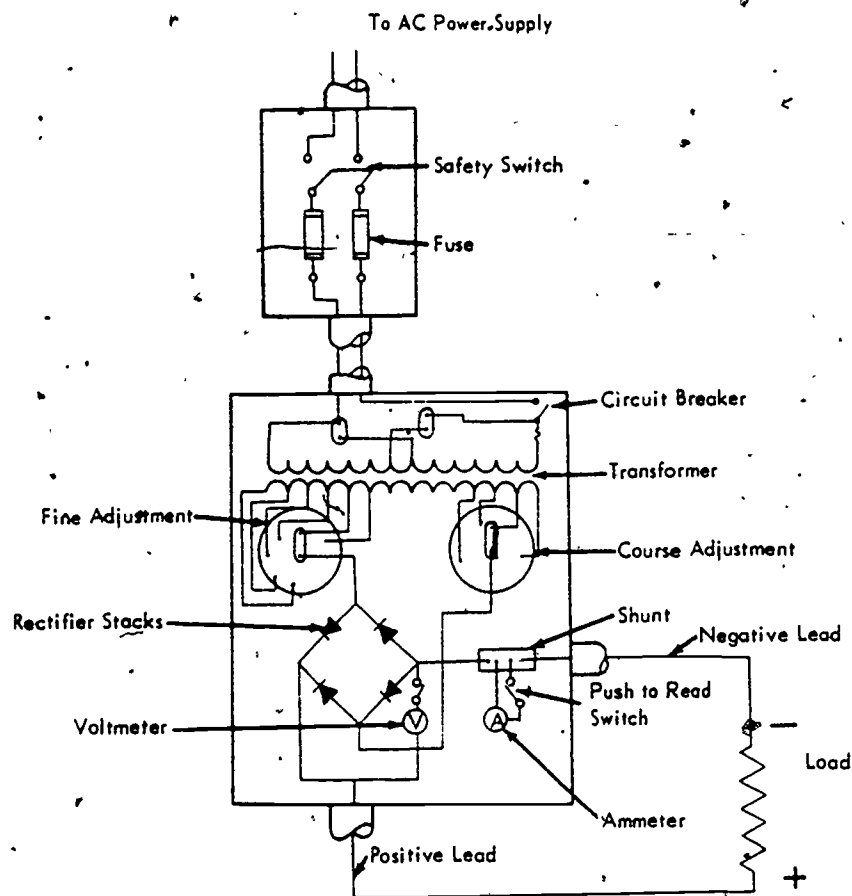 To AC Power Supply
Safety Switch
Fuse
Circuit Breaker
Transformer
Fine Adjustment
Course Adjustment
Rectifier Stacks
Shunt
Negative Lead
Push to Read
Switch
Voltmeter
V
A
−
Load
Ammeter
Positive Lead
+